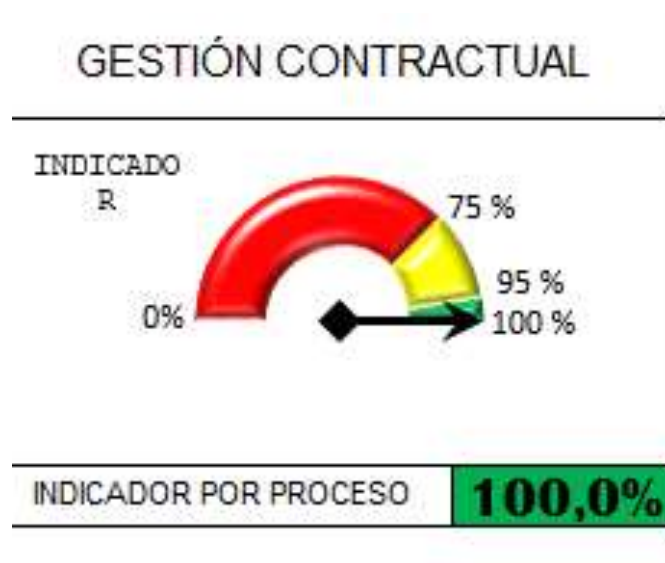 GESTIÓN CONTRACTUAL
INDICADO
R
75 %
95 %
0%
100 %
INDICADOR POR PROCESO 100,0%